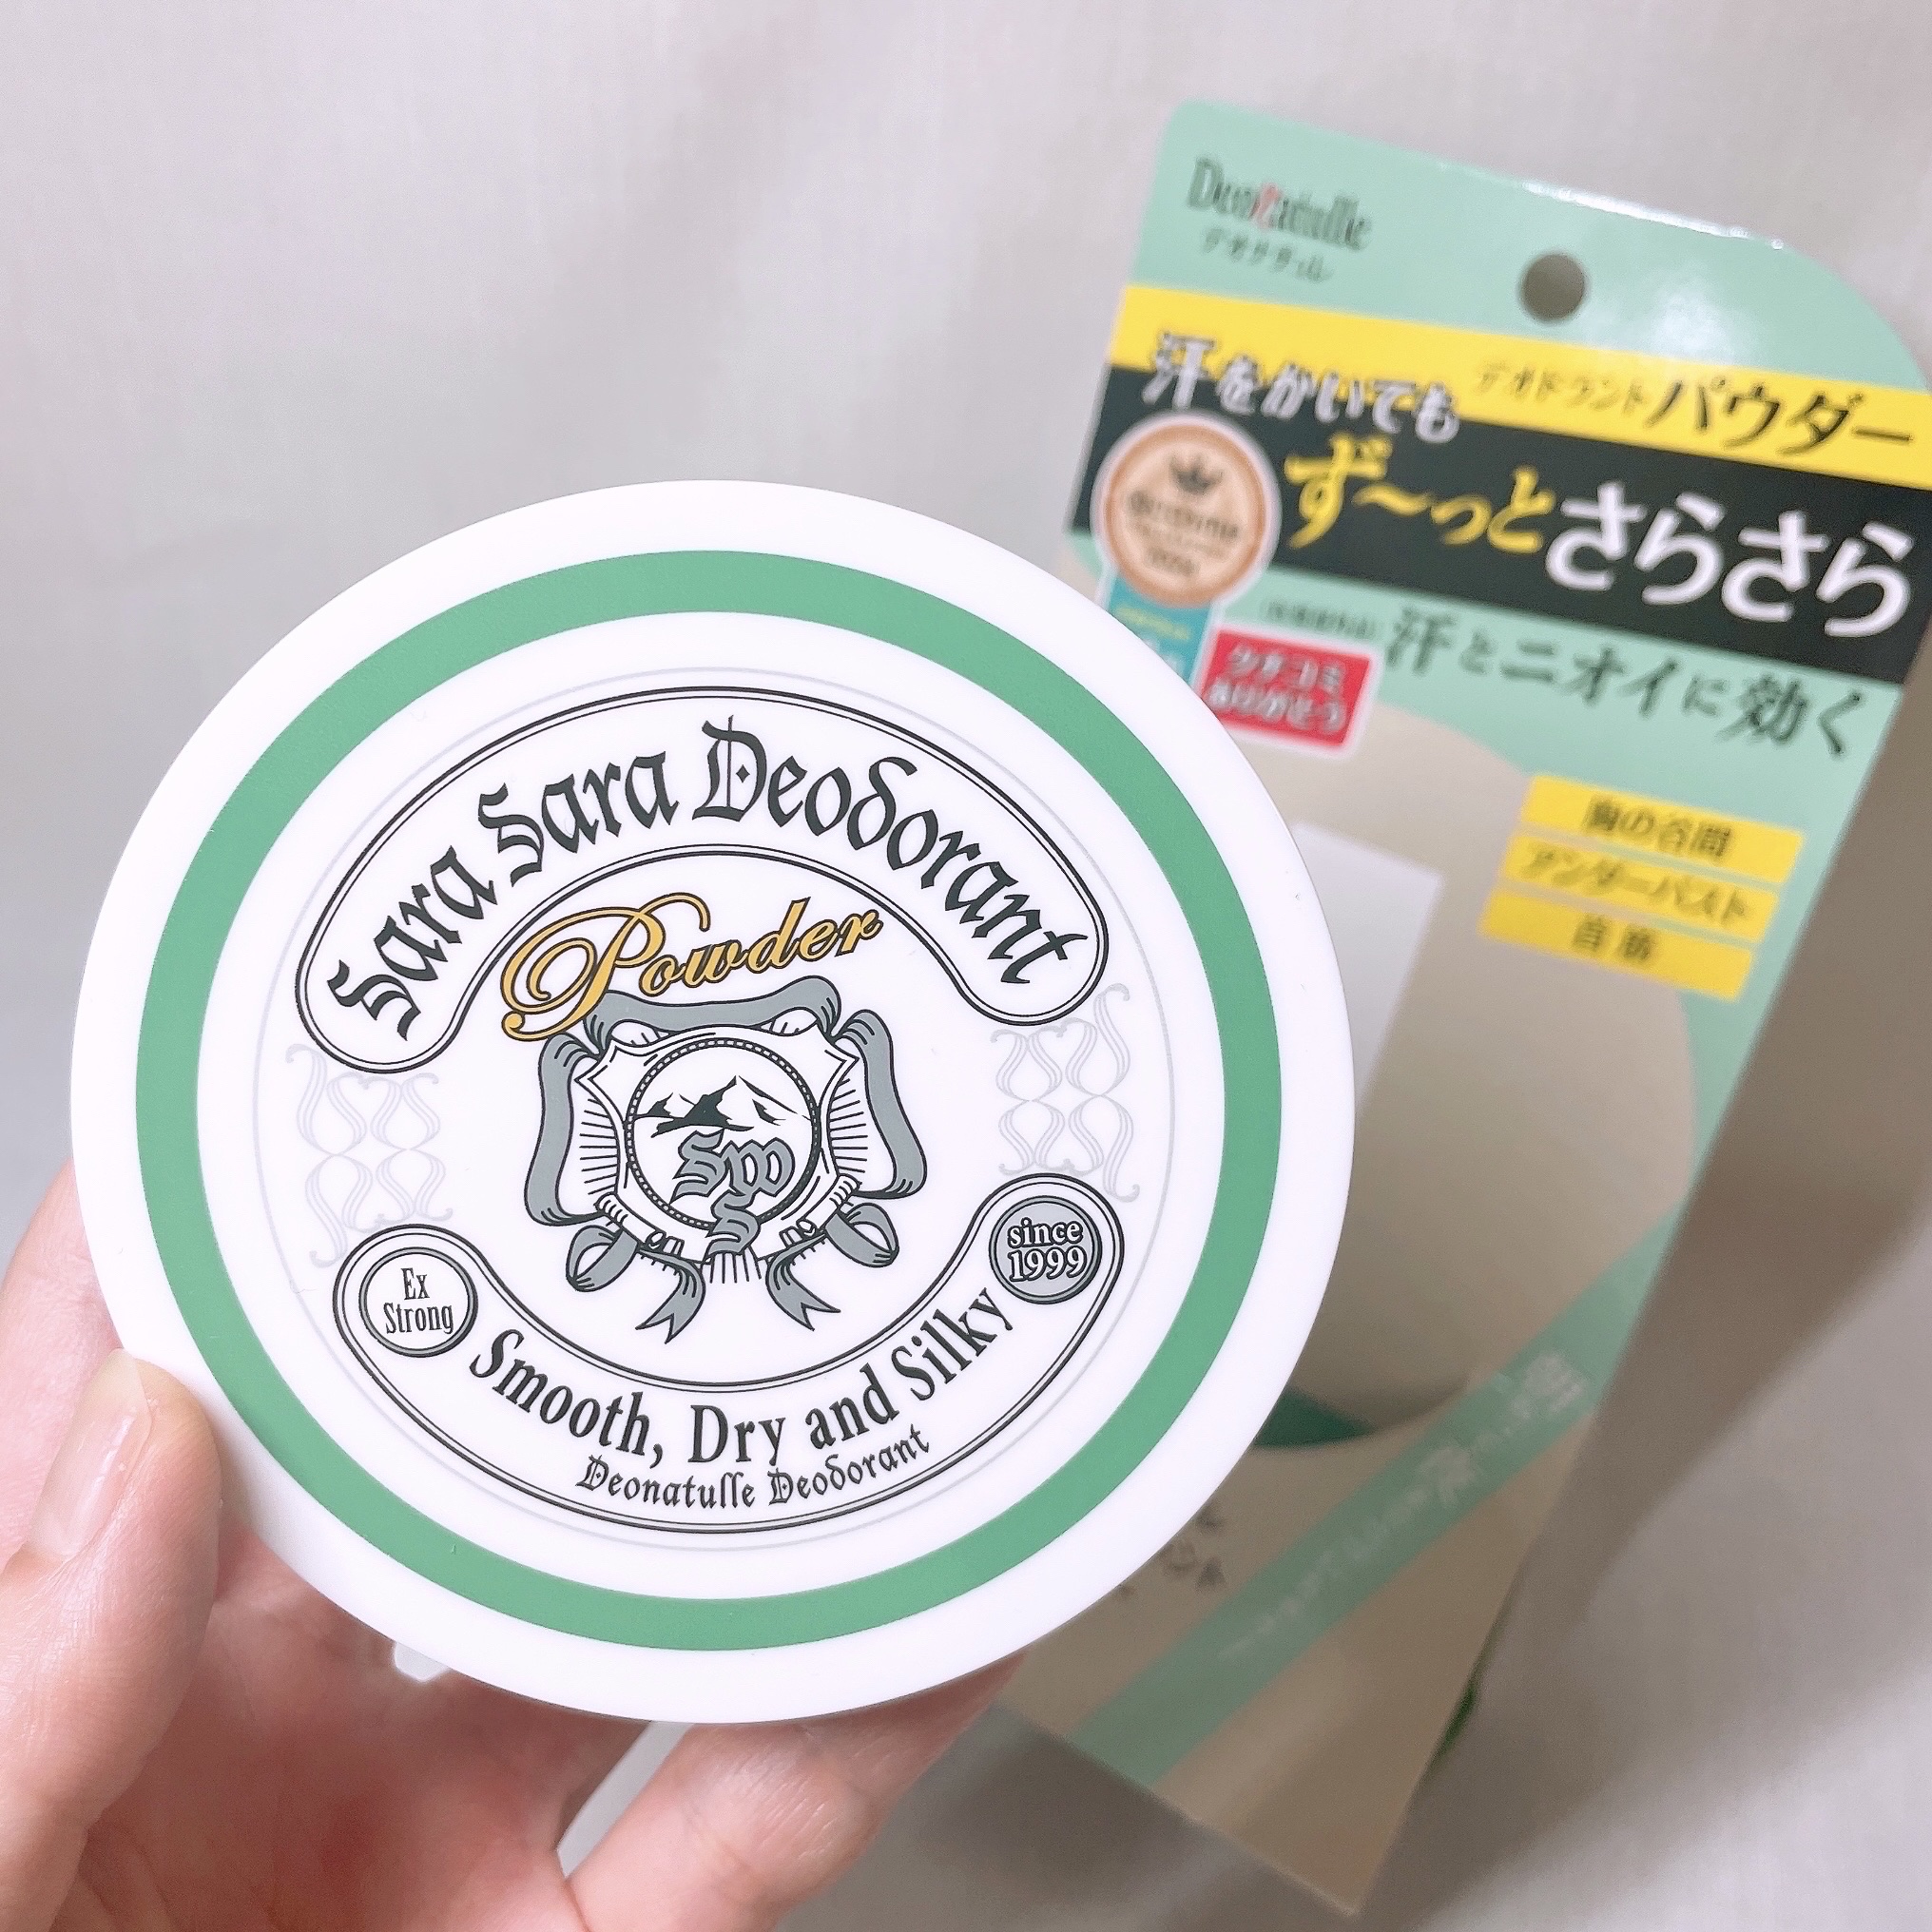 Sara Sara Deodorant
Powder
Ex
Strong
since
1999
Smooth, Dry and Silky
Deonatulle Deodorant
Deonatulle
デオナチュレ
デオドラントパウダー
汗をかいても
ず〜っとさらさら
汗とニオイに効く
クチコミ
ありがとう
胸の谷間
アンダーバスト
首筋